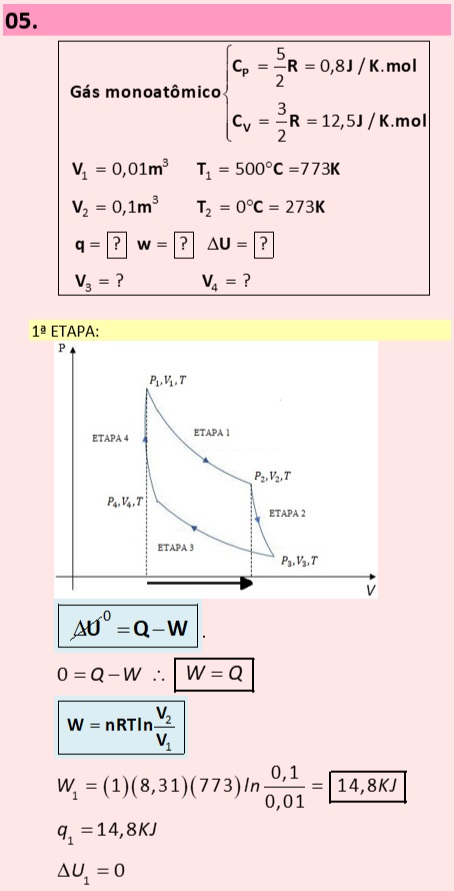 05.
Gás monoatômico { C_P = 5/2 R = 0,8J / K.mol
C_V = 3/2 R = 12,5J / K.mol
V₁ = 0,01m³ T₁ = 500°C =773K
V₂ = 0,1m³ T₂ = 0°C = 273K
q = ? w = ? ΔU = ?
V₃ = ? V₄ = ?
1ª ETAPA:
P
P₁,V₁,T
ETAPA 4 ETAPA 1
P₂,V₂,T
P₄,V₄,T ETAPA 2
ETAPA 3
P₃,V₃,T
V
ΔU⁰ = Q – W .
0 = Q – W ∴ W = Q
W = nRTln V₂/V₁
W₁ = (1)(8,31)(773)ln 0,1/0,01 = 14,8KJ
q₁ = 14,8KJ
ΔU₁ = 0